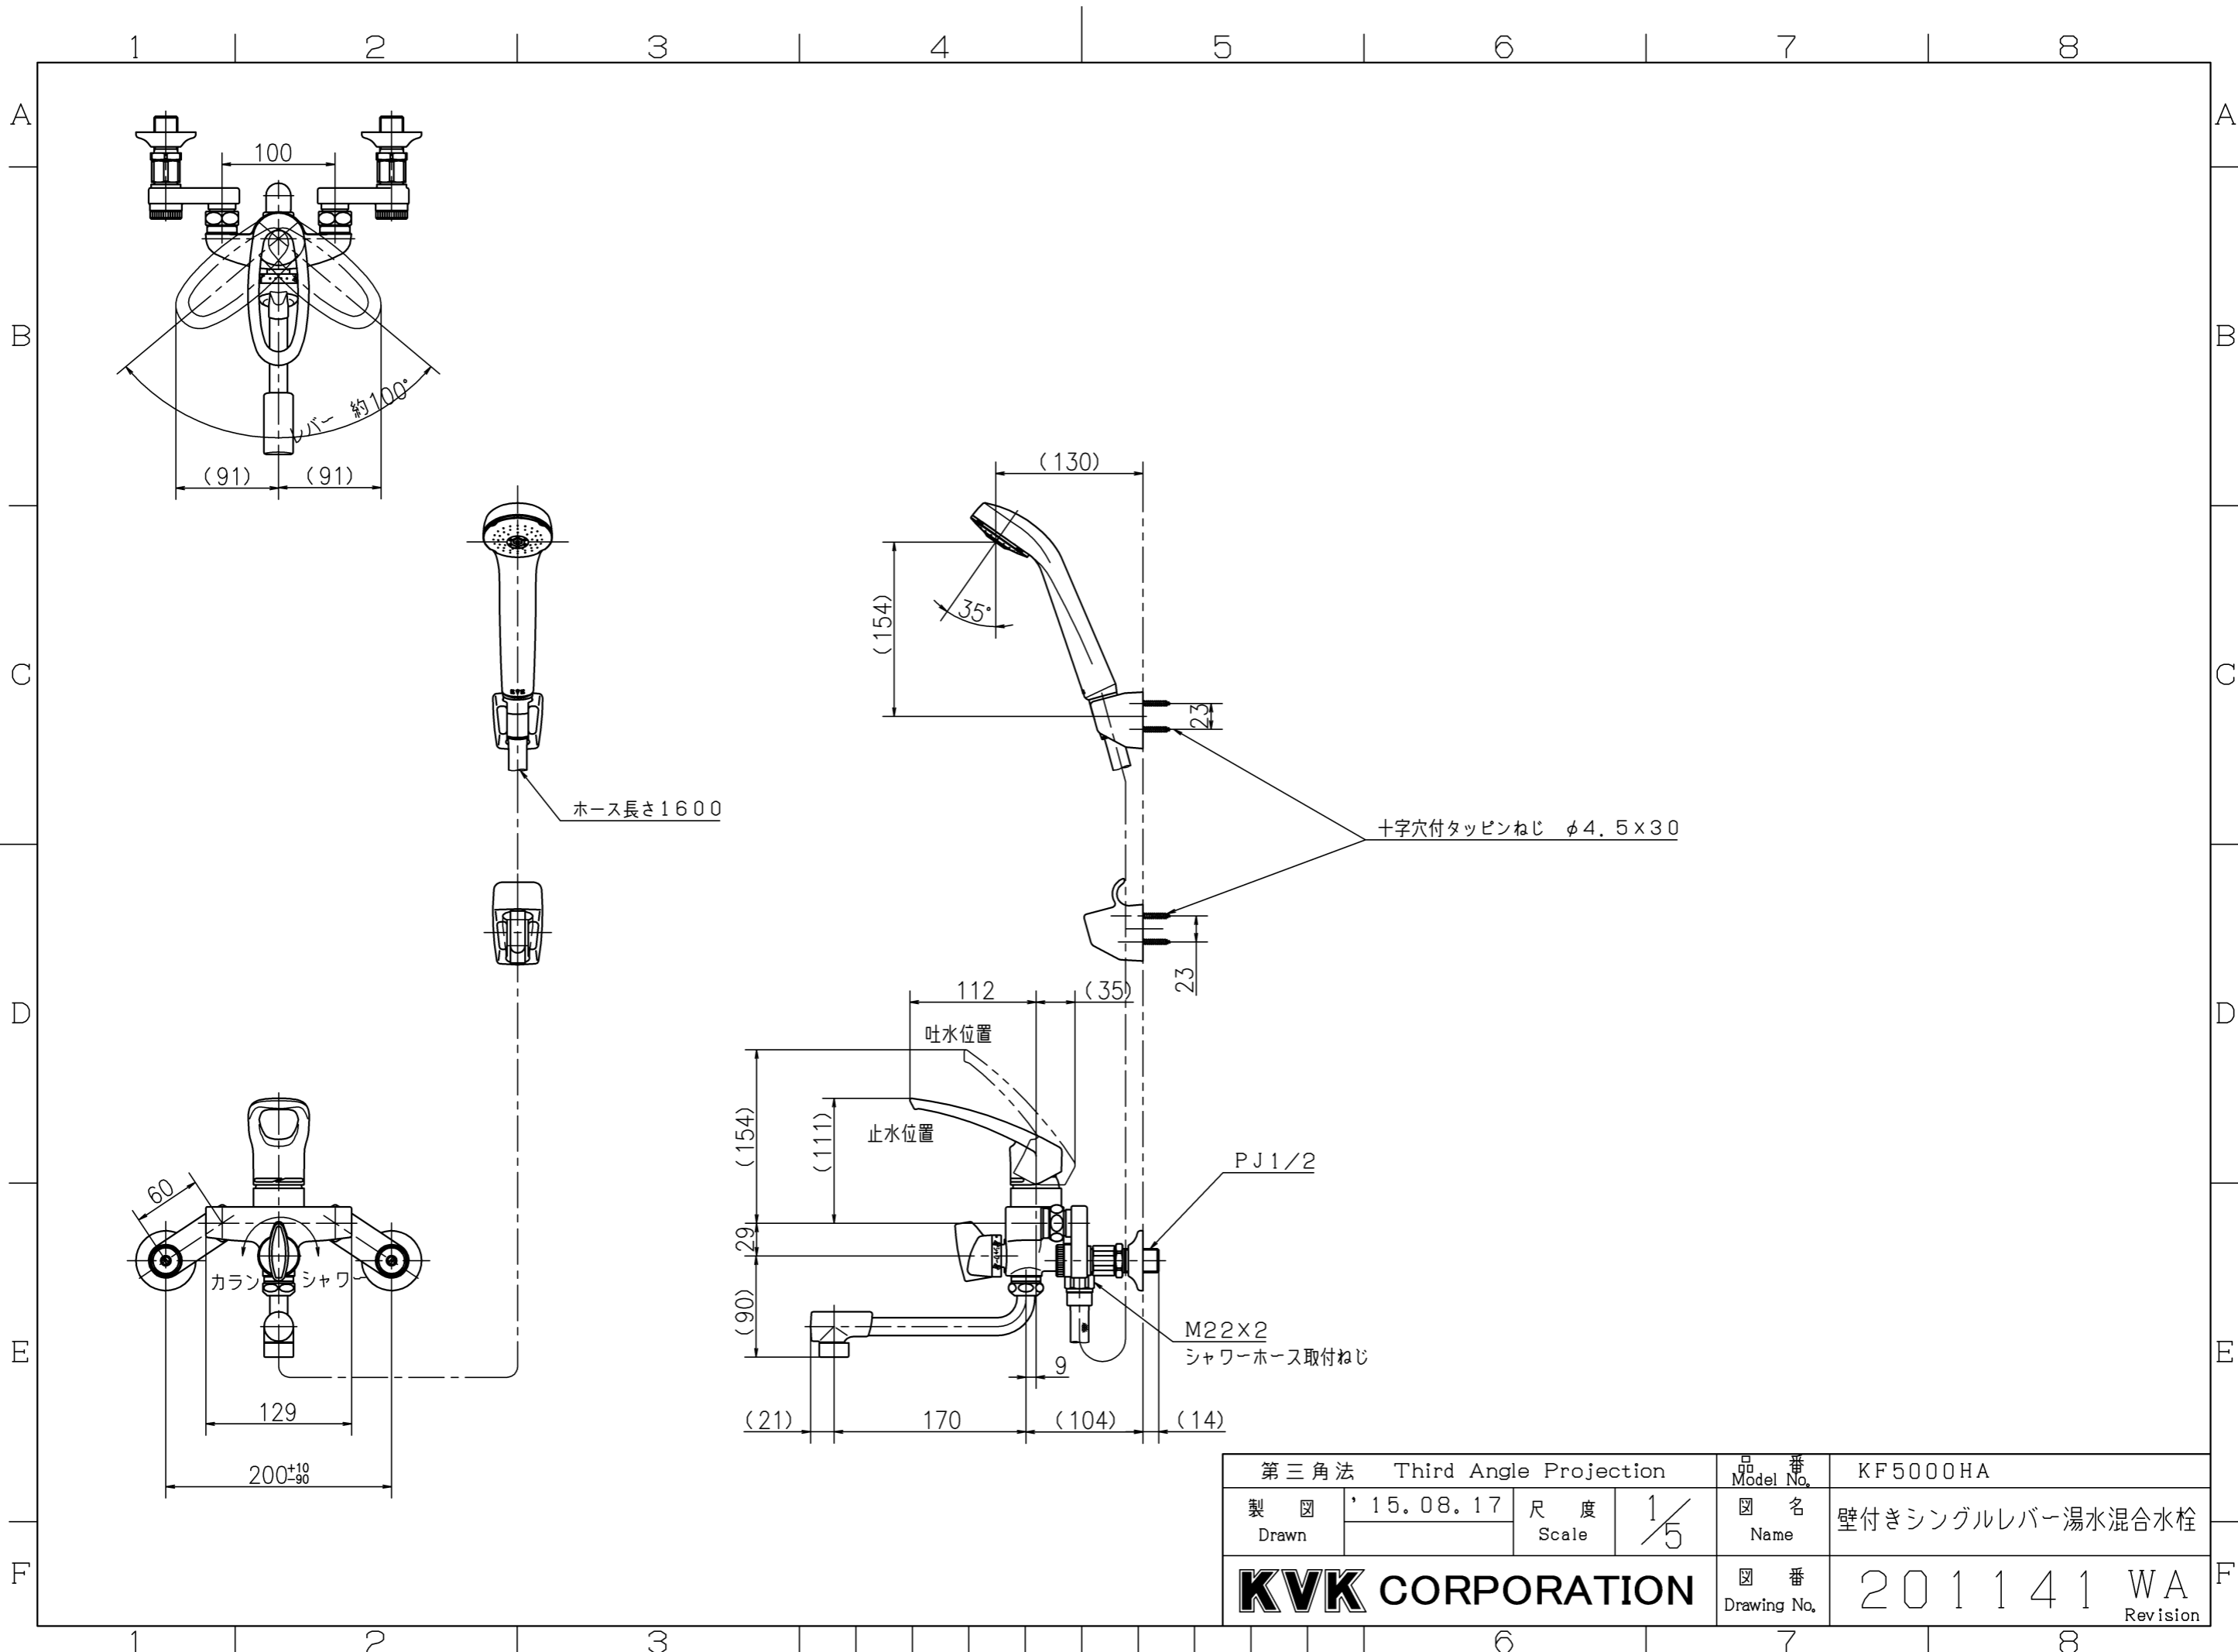 1 2 3 4 5 6 7 8
A A
100
B B
レバー 約100°
(91) (91)
(130)
(154)
35°
C C
23
KVK
ホース長さ1600
十字穴付タッピンねじ φ4.5×30
23
D D
112 (35)
吐水位置
(154)
(111)
止水位置
60
PJ1/2
29
カラン シャワー
(90)
M22×2
シャワーホース取付ねじ
E E
9
129
(21) 170 (104) (14)
200+10-90
第三角法 Third Angle Projection
品番 Model No. KF5000HA
製図 Drawn '15.08.17
尺度 Scale 1/5
図名 Name 壁付きシングルレバー湯水混合水栓
F F
KVK CORPORATION
図番 Drawing No. 201141 WA Revision
1 2 3 6 7 8